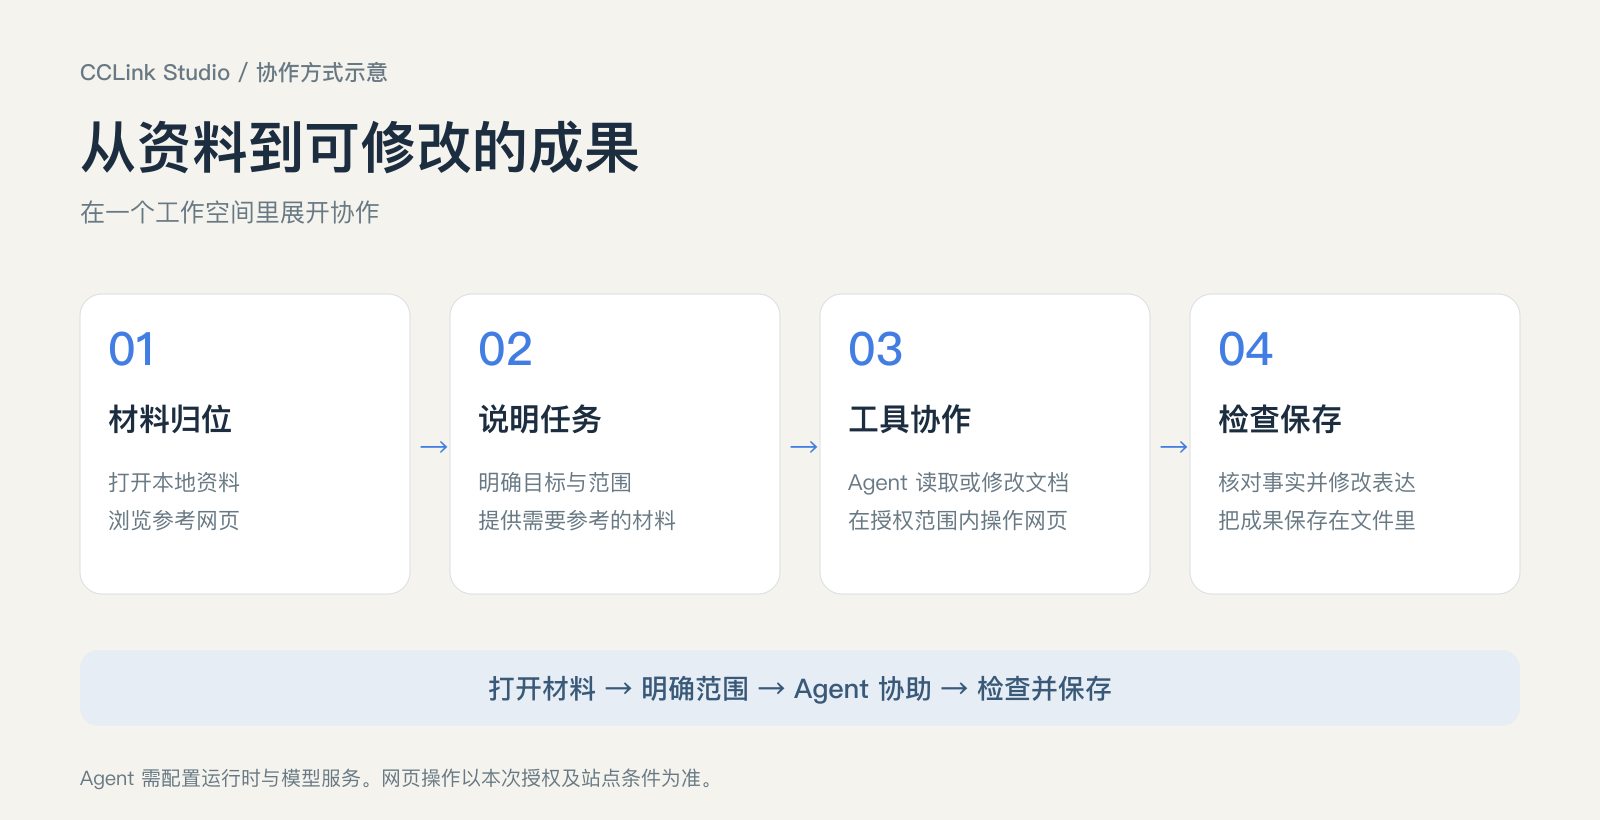 CCLink Studio / 协作方式示意
从资料到可修改的成果
在一个工作空间里展开协作
01
材料归位
打开本地资料
浏览参考网页
→
02
说明任务
明确目标与范围
提供需要参考的材料
→
03
工具协作
Agent 读取或修改文档
在授权范围内操作网页
→
04
检查保存
核对事实并修改表达
把成果保存在文件里
打开材料 → 明确范围 → Agent 协助 → 检查并保存
Agent 需配置运行时与模型服务。网页操作以本次授权及站点条件为准。